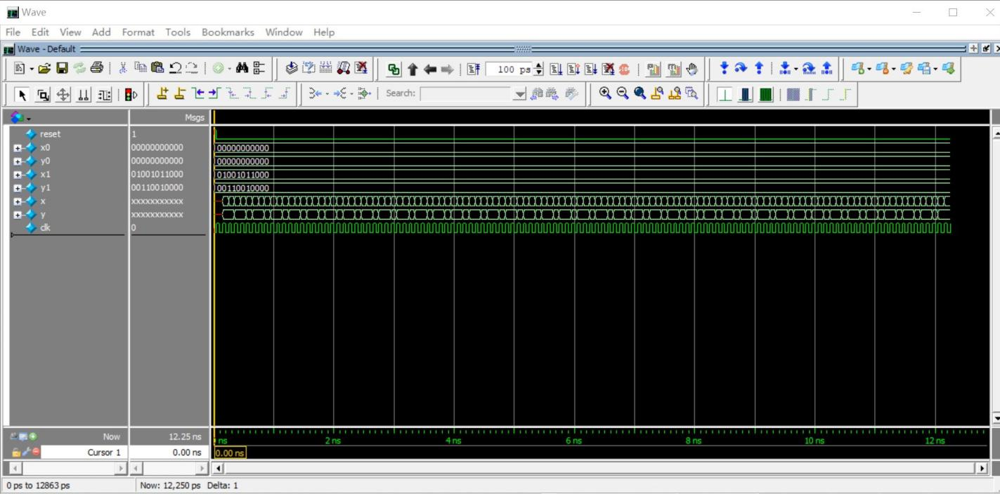 Wave
File Edit View Add Format Tools Bookmarks Window Help
Wave - Default
100 ps
Search:
Msgs
reset 1
x0 00000000000 00000000000
y0 00000000000 00000000000
x1 01001011000 01001011000
y1 00110010000 00110010000
x xxxxxxxxxxx
y xxxxxxxxxxx
clk 0
Now 12.25 ns ns 2 ns 4 ns 6 ns 8 ns 10 ns 12 ns
Cursor 1 0.00 ns 0.00 ns
0 ps to 12863 ps Now: 12,250 ps Delta: 1